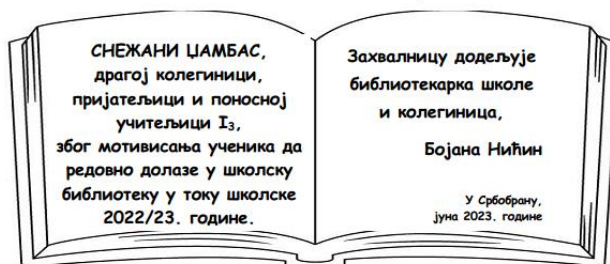 СНЕЖАНИ ЏАМБАС,
драгој колегиници,
пријатељици и поносној
учитељици I₃,
због мотивисања ученика да
редовно долазе у школску
библиотеку у току школске
2022/23. године.
Захвалницу додељује
библиотекарка школе
и колегиница,
Бојана Нићин
У Србобрану,
јуна 2023. године